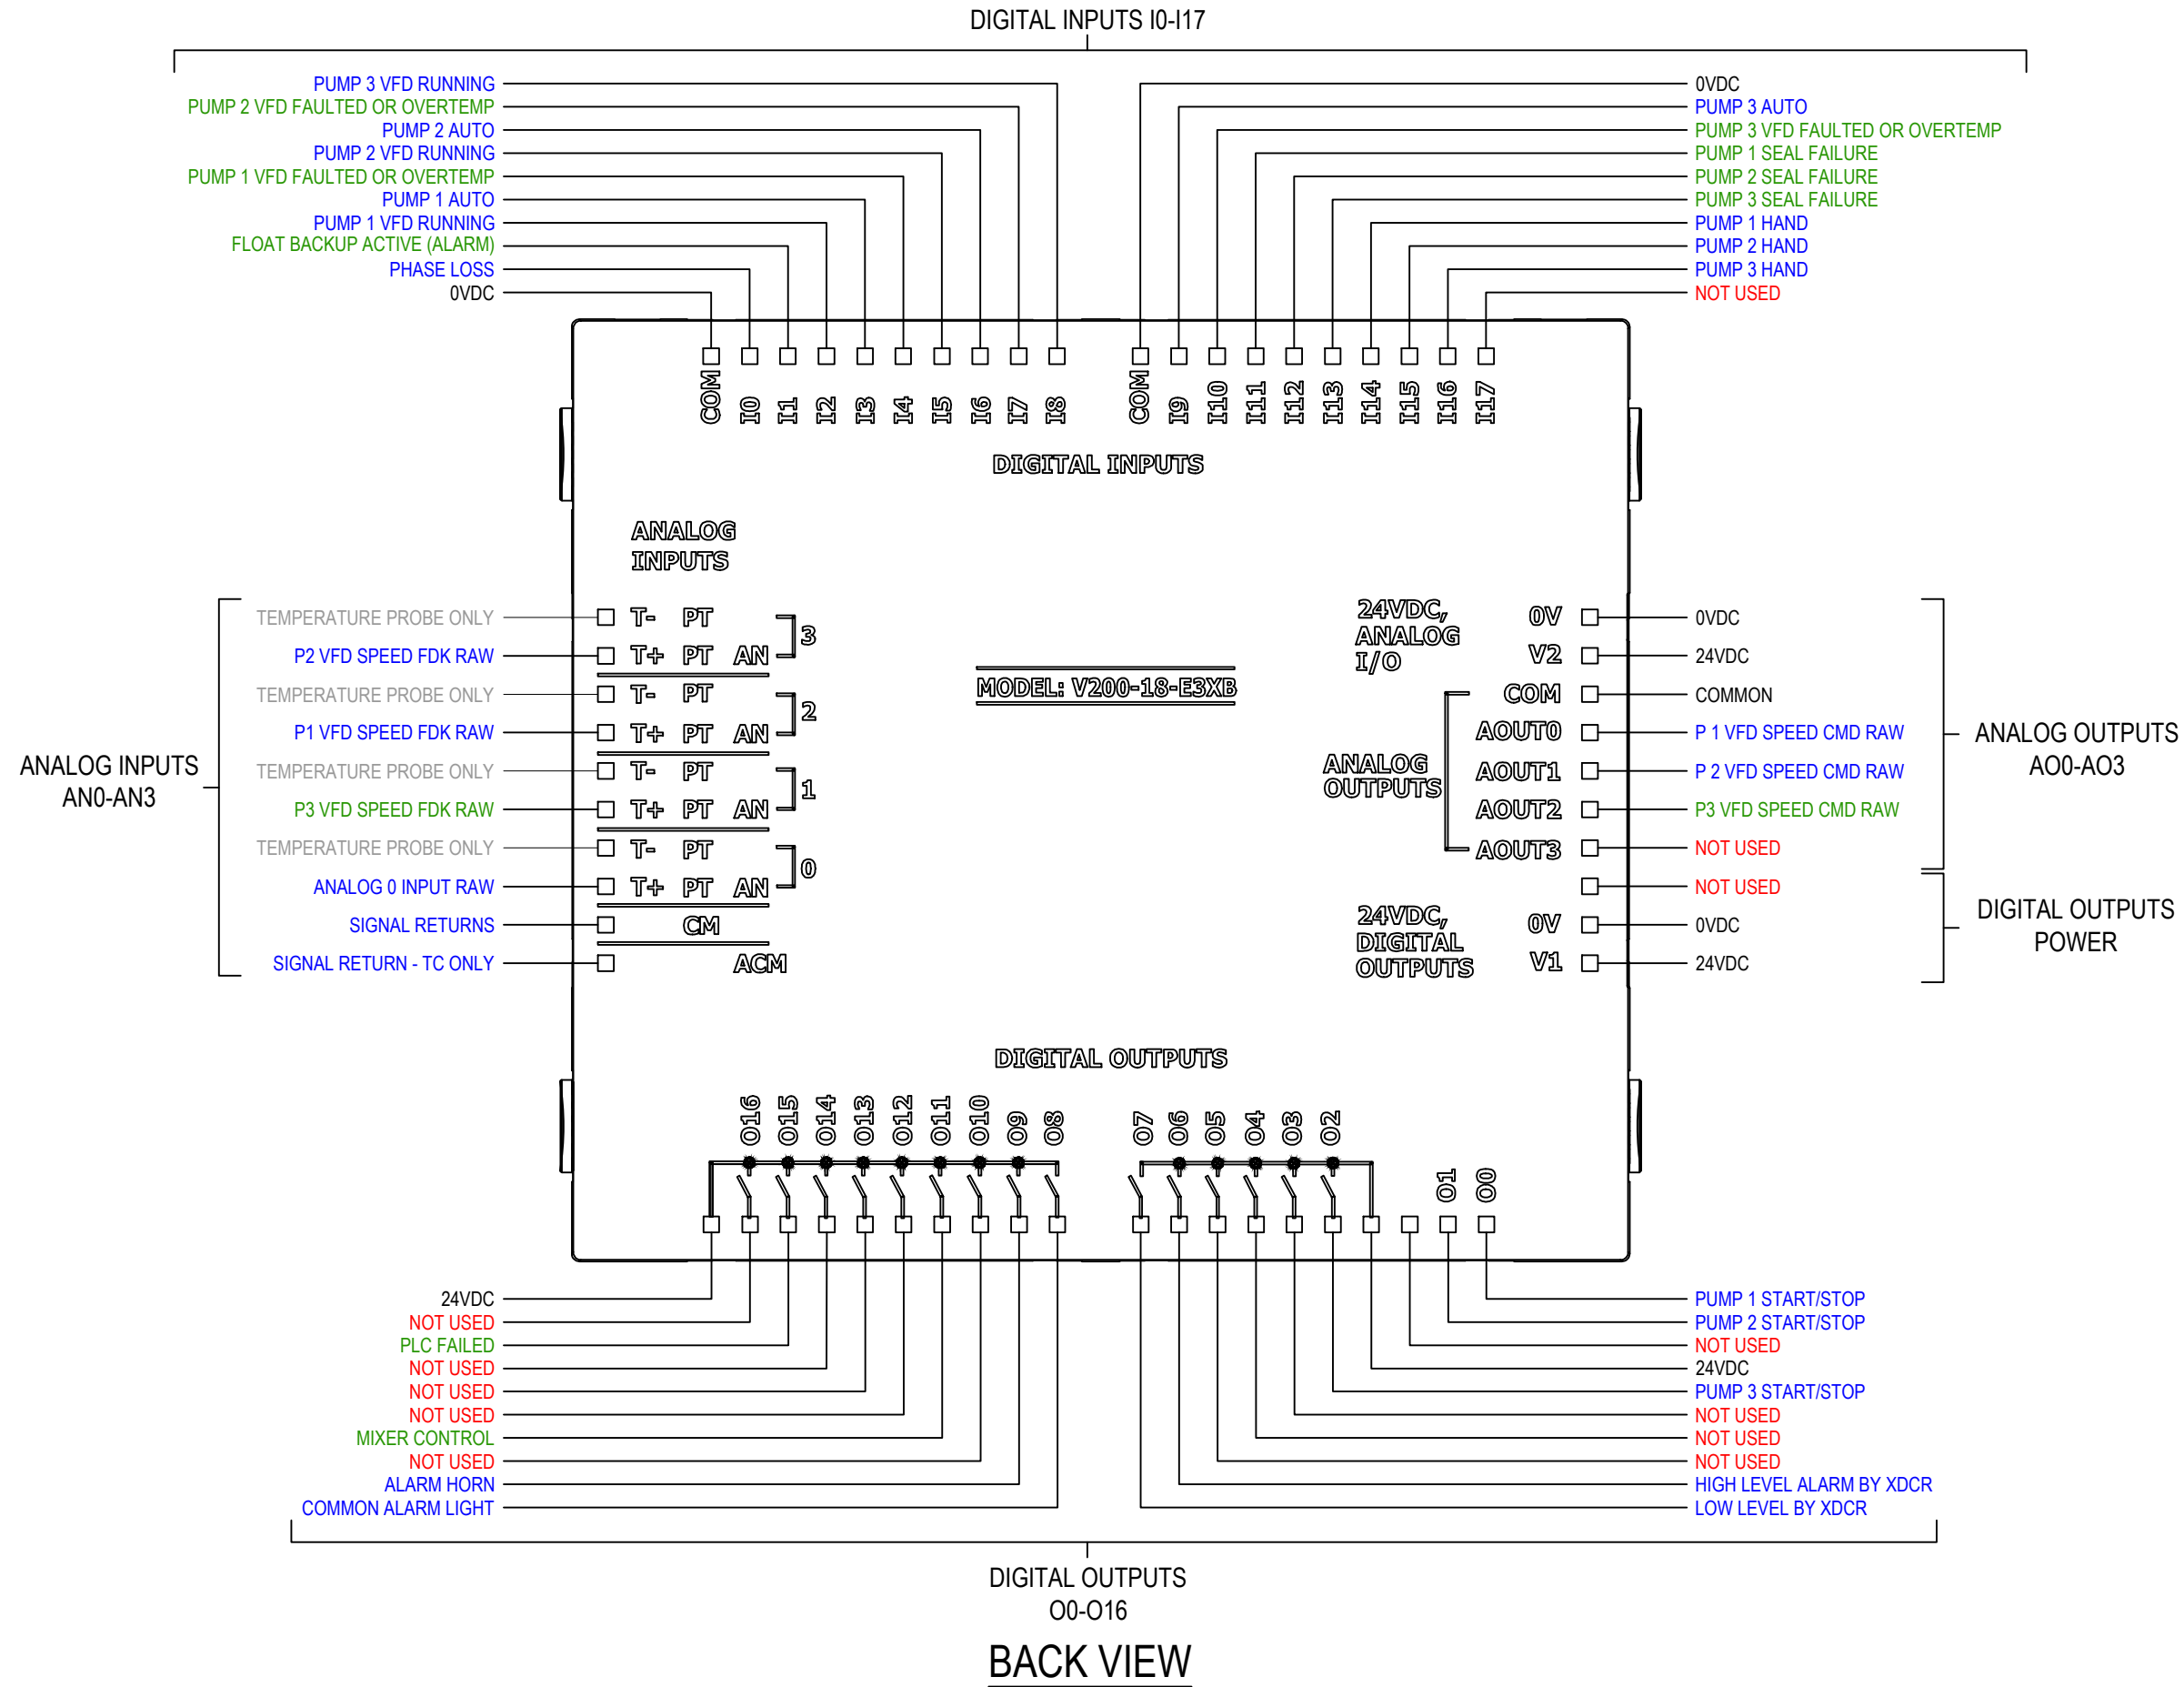 DIGITAL INPUTS I0-I17
PUMP 3 VFD RUNNING
PUMP 2 VFD FAULTED OR OVERTEMP
PUMP 2 AUTO
PUMP 2 VFD RUNNING
PUMP 1 VFD FAULTED OR OVERTEMP
PUMP 1 AUTO
PUMP 1 VFD RUNNING
FLOAT BACKUP ACTIVE (ALARM)
PHASE LOSS
0VDC
0VDC
PUMP 3 AUTO
PUMP 3 VFD FAULTED OR OVERTEMP
PUMP 1 SEAL FAILURE
PUMP 2 SEAL FAILURE
PUMP 3 SEAL FAILURE
PUMP 1 HAND
PUMP 2 HAND
PUMP 3 HAND
NOT USED
COM
I0
I1
I2
I3
I4
I5
I6
I7
I8
COM
I9
I10
I11
I12
I13
I14
I15
I16
I17
DIGITAL INPUTS
ANALOG INPUTS
AN0-AN3
TEMPERATURE PROBE ONLY
P2 VFD SPEED FDK RAW
TEMPERATURE PROBE ONLY
P1 VFD SPEED FDK RAW
TEMPERATURE PROBE ONLY
P3 VFD SPEED FDK RAW
TEMPERATURE PROBE ONLY
ANALOG 0 INPUT RAW
SIGNAL RETURNS
SIGNAL RETURN - TC ONLY
ANALOG
INPUTS
T- PT
3
T+ PT AN
T- PT
2
T+ PT AN
T- PT
1
T+ PT AN
T- PT
0
T+ PT AN
CM
ACM
MODEL: V200-18-E3XB
24VDC,
ANALOG
I/O
0V
V2
COM
AOUT0
AOUT1
AOUT2
AOUT3
ANALOG
OUTPUTS
24VDC,
DIGITAL
OUTPUTS
0V
V1
0VDC
24VDC
COMMON
P 1 VFD SPEED CMD RAW
P 2 VFD SPEED CMD RAW
P3 VFD SPEED CMD RAW
NOT USED
NOT USED
0VDC
24VDC
ANALOG OUTPUTS
AO0-AO3
DIGITAL OUTPUTS
POWER
DIGITAL OUTPUTS
O16
O15
O14
O13
O12
O11
O10
O9
O8
O7
O6
O5
O4
O3
O2
O1
O0
24VDC
NOT USED
PLC FAILED
NOT USED
NOT USED
NOT USED
MIXER CONTROL
NOT USED
ALARM HORN
COMMON ALARM LIGHT
PUMP 1 START/STOP
PUMP 2 START/STOP
NOT USED
24VDC
PUMP 3 START/STOP
NOT USED
NOT USED
NOT USED
HIGH LEVEL ALARM BY XDCR
LOW LEVEL BY XDCR
DIGITAL OUTPUTS
O0-O16
BACK VIEW